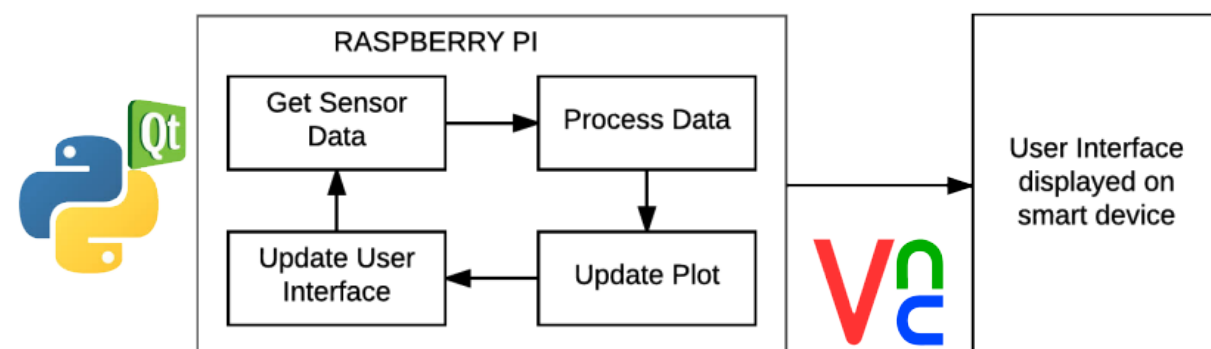 RASPBERRY PI
Get Sensor
Data
Process Data
Update User
Interface
Update Plot
Qt
User Interface
displayed on
smart device
Vnc